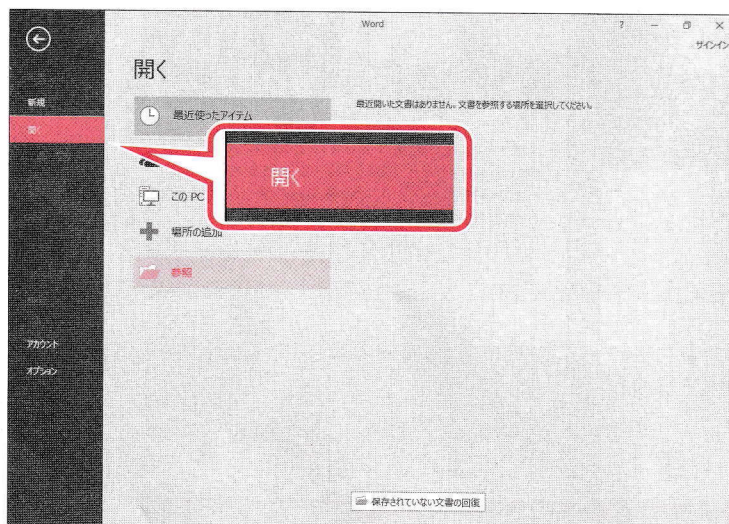 Word
?
サインイン
開く
新規
開く
最近使ったアイテム
最近開いた文書はありません。文書を参照する場所を選択してください。
開く
この PC
場所の追加
参照
アカウント
オプション
保存されていない文書の回復